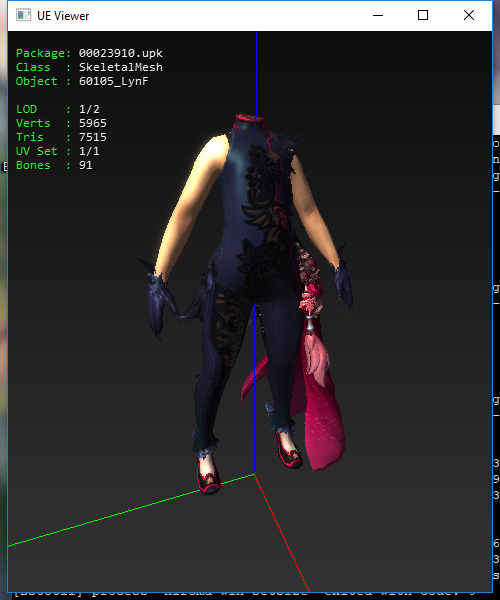 UE Viewer
Package: 00023910.upk
Class : SkeletalMesh
Object : 60105_LynF
LOD : 1/2
Verts : 5965
Tris : 7515
UV Set : 1/1
Bones : 91